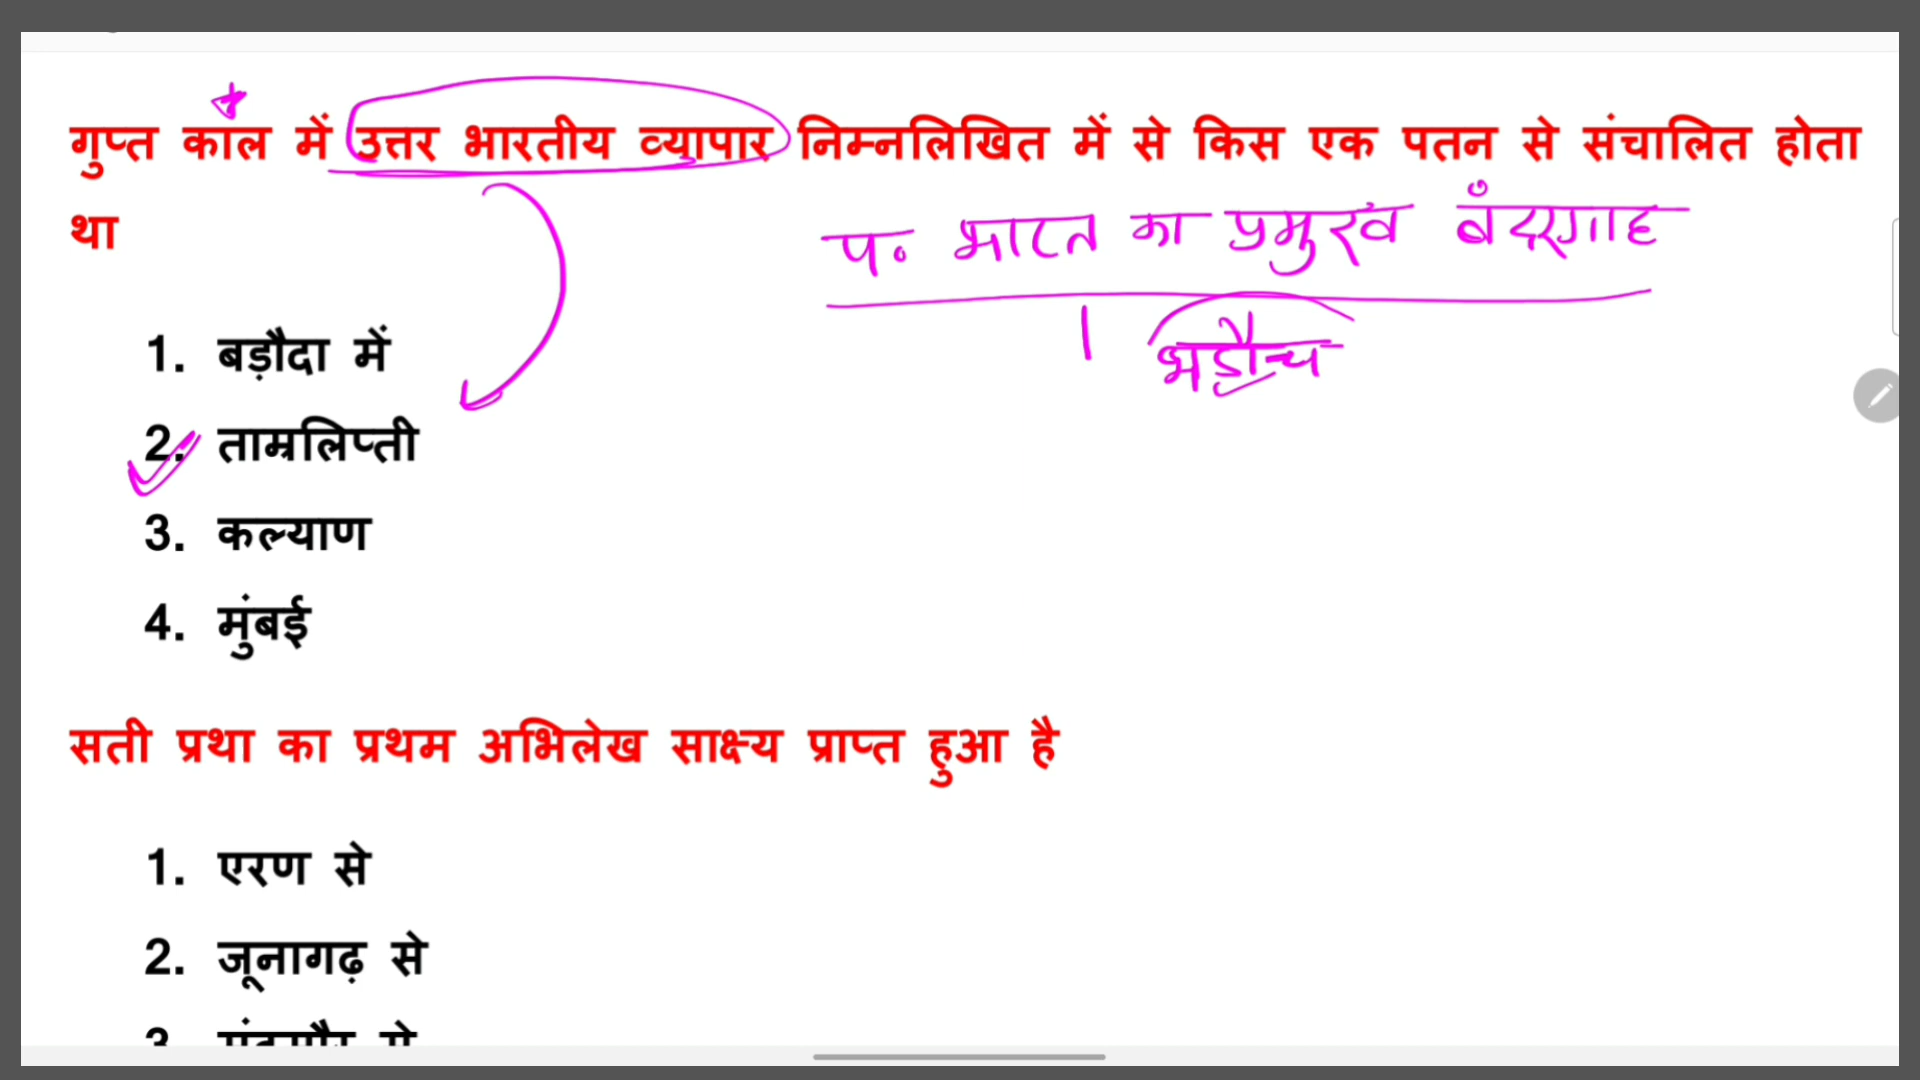 गुप्त काल में उत्तर भारतीय व्यापार निम्नलिखित में से किस एक पतन से संचालित होता
था
प. भारत का प्रमुख बंदरगाह
भडौच
1. बड़ौदा में
2. ताम्रलिप्ती
3. कल्याण
4. मुंबई
सती प्रथा का प्रथम अभिलेख साक्ष्य प्राप्त हुआ है
1. एरण से
2. जूनागढ़ से
3.